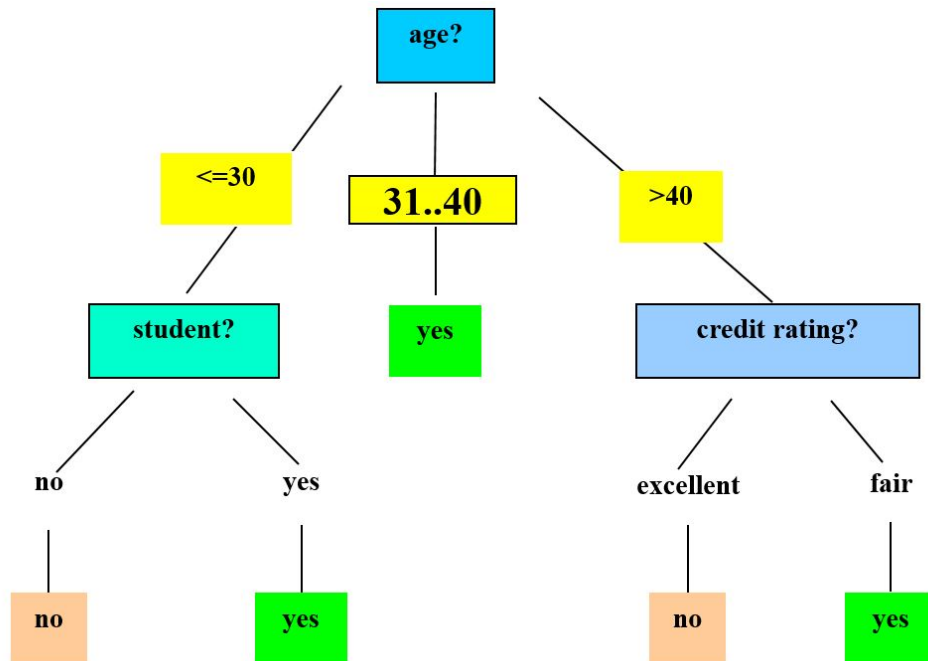 age?
<=30
31..40
>40
student?
yes
credit rating?
no
yes
excellent
fair
no
yes
no
yes